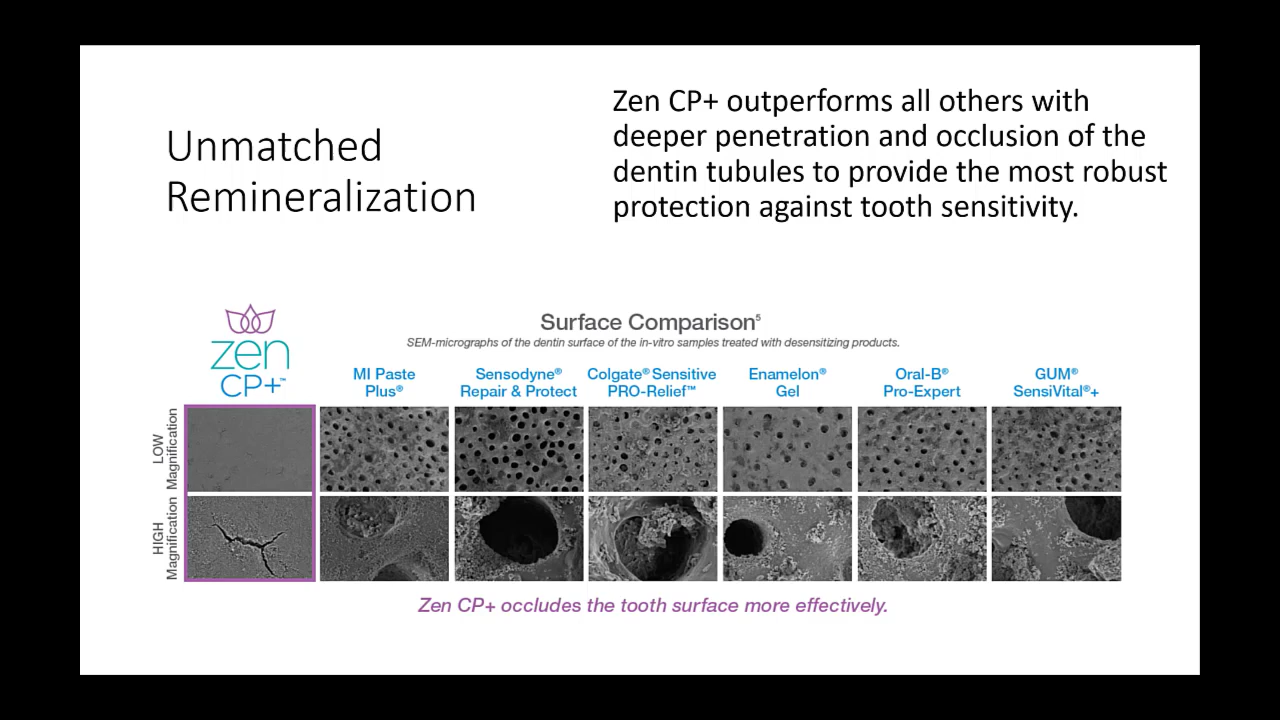 Unmatched
Remineralization
Zen CP+ outperforms all others with
deeper penetration and occlusion of the
dentin tubules to provide the most robust
protection against tooth sensitivity.
zen
CP+™
Surface Comparison⁵
SEM-micrographs of the dentin surface of the in-vitro samples treated with desensitizing products.
MI Paste
Plus®
Sensodyne®
Repair & Protect
Colgate® Sensitive
PRO-Relief™
Enamelon®
Gel
Oral-B®
Pro-Expert
GUM®
SensiVital®+
LOW
Magnification
HIGH
Magnification
Zen CP+ occludes the tooth surface more effectively.